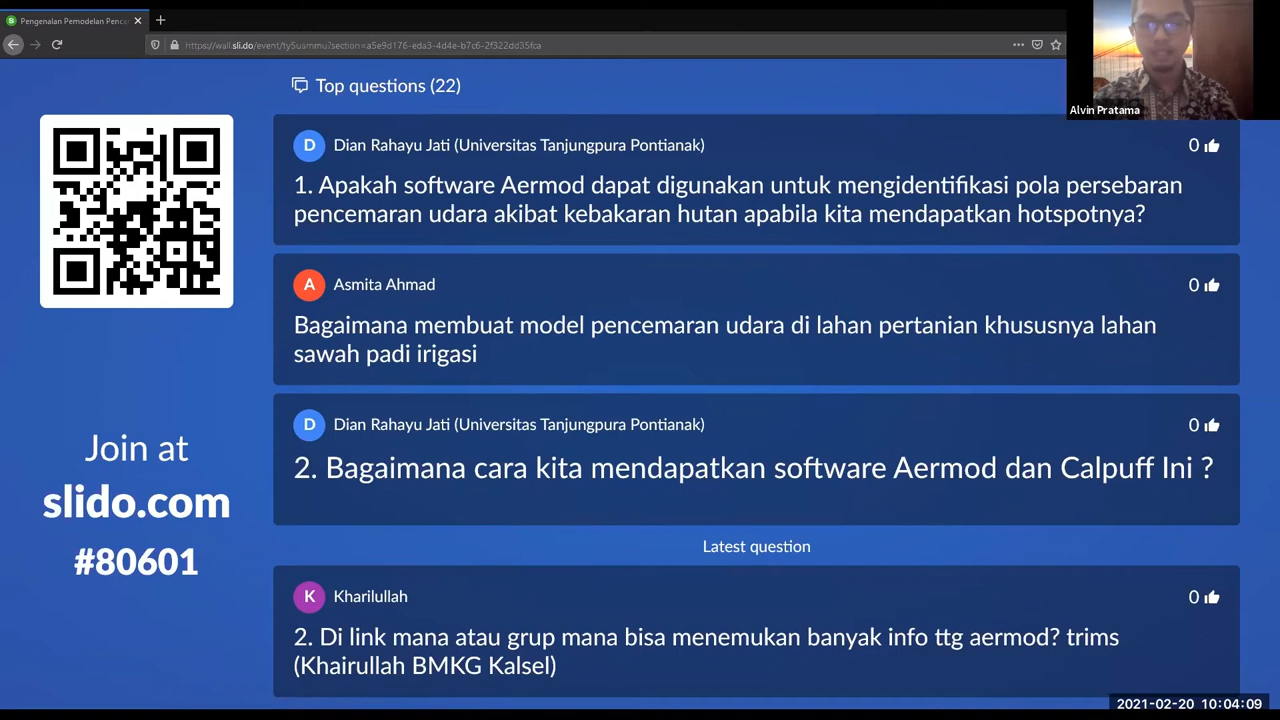 Pengenalan Pemodelan Pencer
https://wall.sli.do/event/ty5uammu?section=a5e9d176-eda3-4d4e-b7c6-2f322dd35fca
Alvin Pratama
Top questions (22)
D
Dian Rahayu Jati (Universitas Tanjungpura Pontianak)
0
1. Apakah software Aermod dapat digunakan untuk mengidentifikasi pola persebaran
pencemaran udara akibat kebakaran hutan apabila kita mendapatkan hotspotnya?
A
Asmita Ahmad
0
Bagaimana membuat model pencemaran udara di lahan pertanian khususnya lahan
sawah padi irigasi
D
Dian Rahayu Jati (Universitas Tanjungpura Pontianak)
0
2. Bagaimana cara kita mendapatkan software Aermod dan Calpuff Ini ?
Join at
slido.com
#80601
Latest question
K
Kharilullah
0
2. Di link mana atau grup mana bisa menemukan banyak info ttg aermod? trims
(Khairullah BMKG Kalsel)
2021-02-20 10:04:09